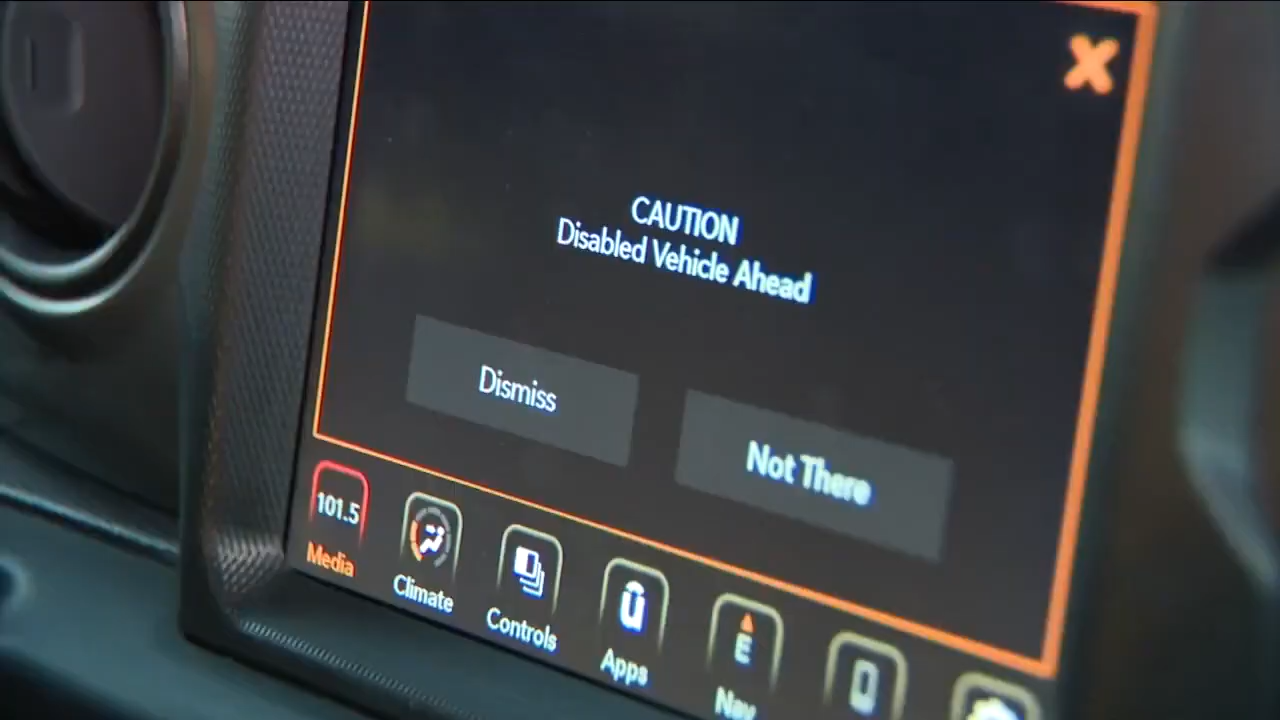 CAUTION
Disabled Vehicle Ahead
Dismiss
Not There
101.5
Media
Climate
Controls
Apps
E
Nav